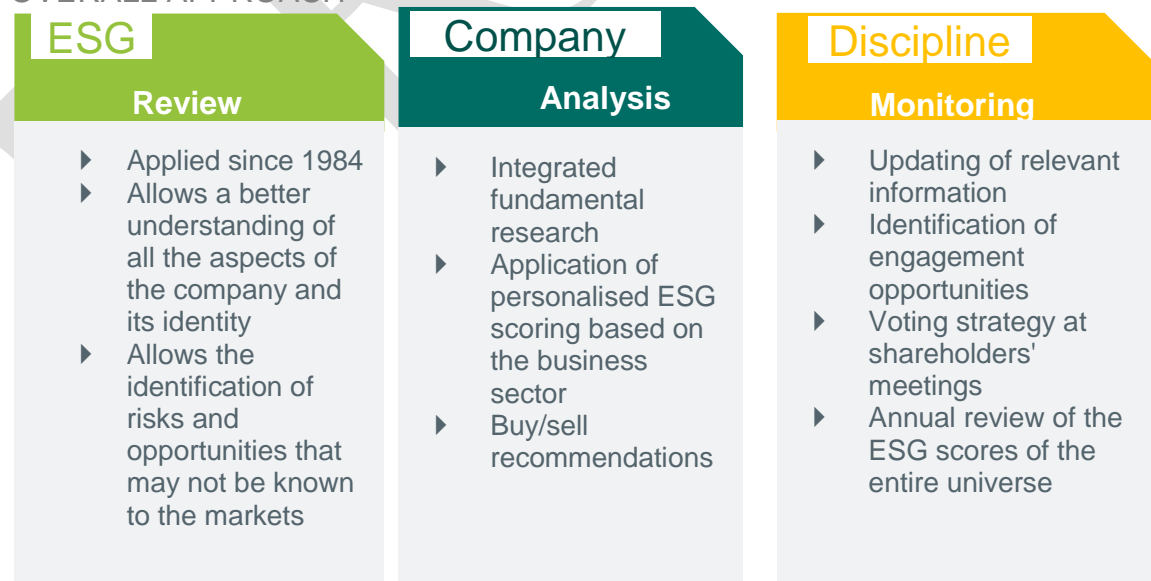 OVERALL APPROACH
ESG
Review
Applied since 1984
Allows a better
understanding of
all the aspects of
the company and
its identity
Allows the
identification of
risks and
opportunities that
may not be known
to the markets
Company
Analysis
Integrated
fundamental
research
Application of
personalised ESG
scoring based on
the business
sector
Buy/sell
recommendations
Discipline
Monitoring
Updating of relevant
information
Identification of
engagement
opportunities
Voting strategy at
shareholders'
meetings
Annual review of the
ESG scores of the
entire universe